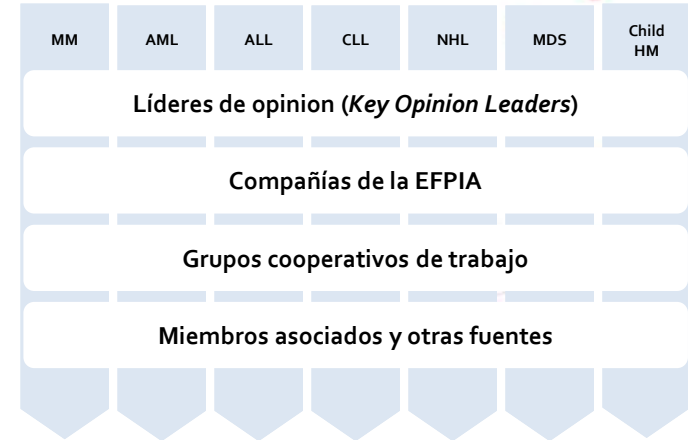 MM AML ALL CLL NHL MDS Child HM
Líderes de opinion (Key Opinion Leaders)
Compañías de la EFPIA
Grupos cooperativos de trabajo
Miembros asociados y otras fuentes